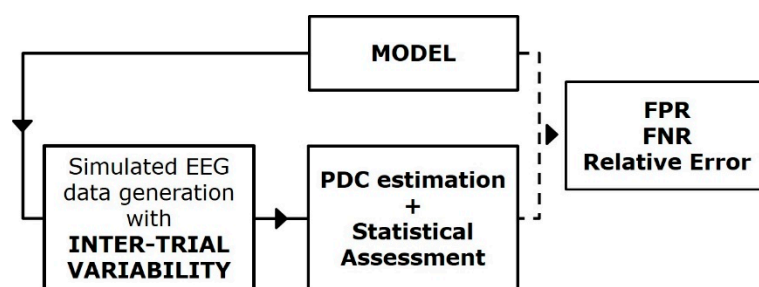 MODEL
FPR
FNR
Relative Error
Simulated EEG
data generation
with
INTER-TRIAL
VARIABILITY
PDC estimation
+
Statistical
Assessment